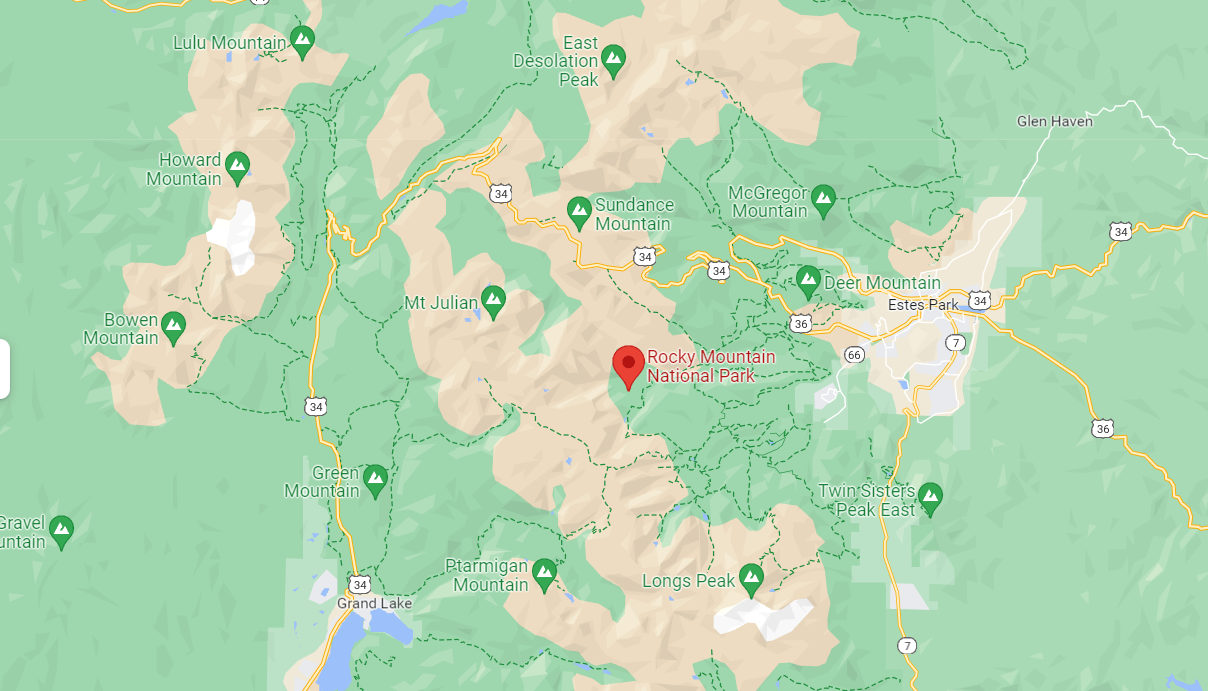 Lulu Mountain
East
Desolation
Peak
Glen Haven
Howard
Mountain
34
McGregor
Mountain
Sundance
Mountain
34
34
34
Deer Mountain
Mt Julian
Estes Park
34
Bowen
Mountain
36
7
66
Rocky Mountain
National Park
34
36
Green
Mountain
Twin Sisters
Peak East
Gravel
Ptarmigan
Mountain
Longs Peak
34
Grand Lake
7